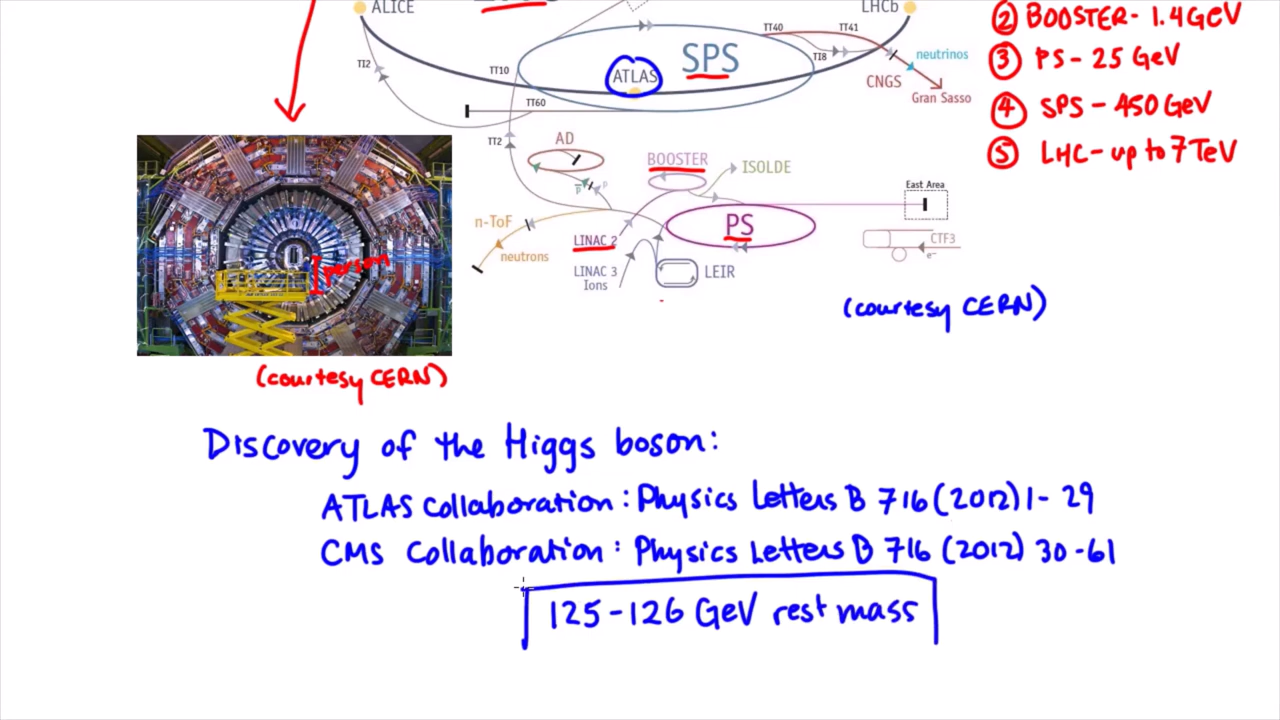 ALICE
LHCb
TT40
TT41
SPS
TI8
neutrinos
TI2
TT10
ATLAS
CNGS
Gran Sasso
TT60
TT2
AD
BOOSTER
ISOLDE
p
p
East Area
n-ToF
LINAC 2
PS
CTF3
e-
neutrons
LINAC 3
Ions
LEIR
② BOOSTER - 1.4 GeV
③ PS - 25 GeV
④ SPS - 450 GeV
⑤ LHC - up to 7 TeV
person
(courtesy CERN)
(courtesy CERN)
Discovery of the Higgs boson:
ATLAS Collaboration: Physics Letters B 716 (2012) 1-29
CMS Collaboration: Physics Letters B 716 (2012) 30-61
125-126 GeV rest mass